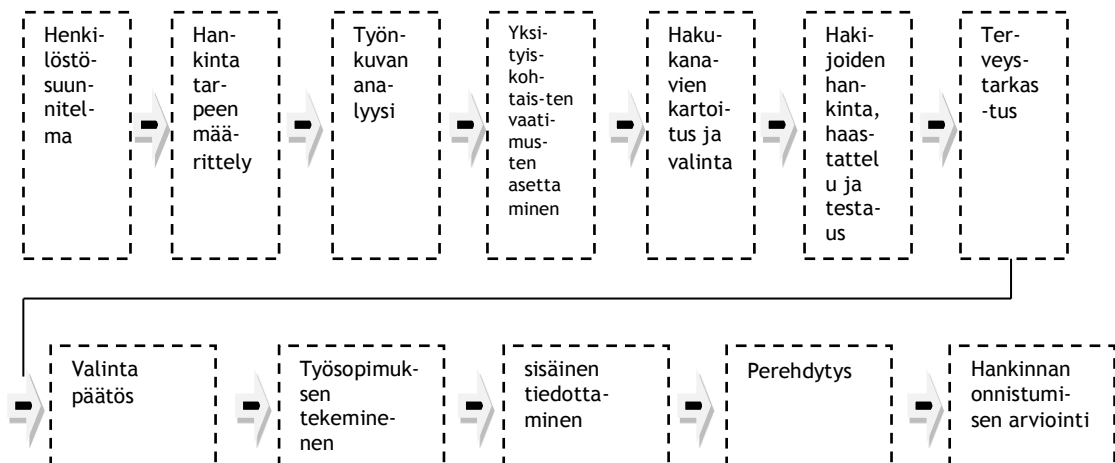 Henki-
löstö-
suun-
nitel-
ma
Han-
kinta
tar-
peen
mää-
rittely
Työn-
kuvan
ana-
lyysi
Yksi-
tyis-
koh-
tais-ten
vaati-
mus-
ten
asetta
minen
Haku-
kana-
vien
kartoi-
tus ja
valinta
Haki-
joiden
han-
kinta,
haas-
tattel
u ja
testa-
us
Ter-
veys-
tarkas
-tus
Valinta
päätös
Työsopimuk-
sen
tekemine-
nen
sisäinen
tiedotta-
minen
Perehdytys
Hankinnan
onnistumi-
sen arviointi